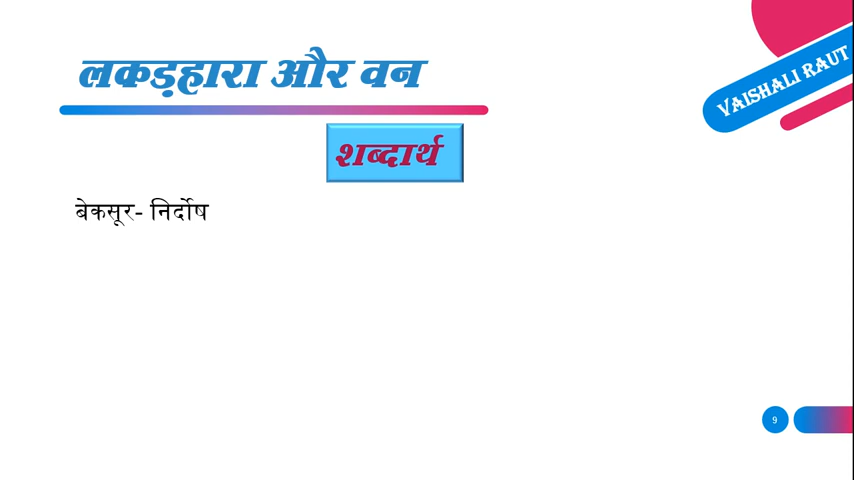 लकड़हारा और वन
VAISHALI RAUT
शब्दार्थ
बेकसूर- निर्दोष
9